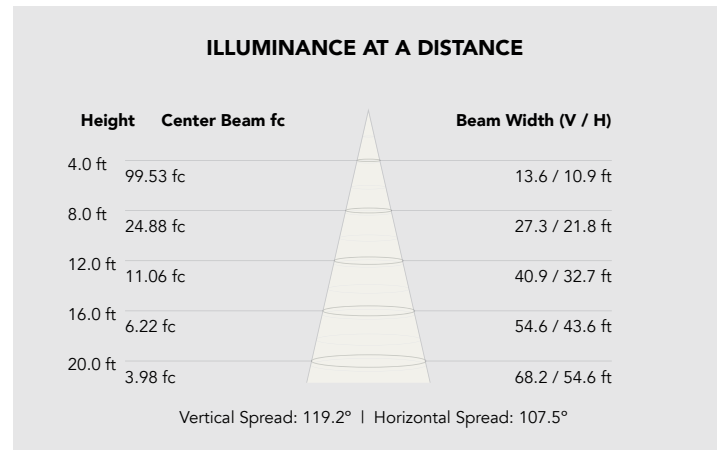 ILLUMINANCE AT A DISTANCE
Height Center Beam fc Beam Width (V / H)
4.0 ft 99.53 fc 13.6 / 10.9 ft
8.0 ft 24.88 fc 27.3 / 21.8 ft
12.0 ft 11.06 fc 40.9 / 32.7 ft
16.0 ft 6.22 fc 54.6 / 43.6 ft
20.0 ft 3.98 fc 68.2 / 54.6 ft
Vertical Spread: 119.2° | Horizontal Spread: 107.5°